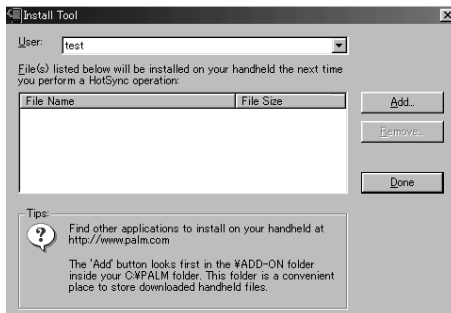 Install Tool
User: test
File(s) listed below will be installed on your handheld the next time
you perform a HotSync operation:
File Name File Size
Add...
Remove...
Done
Tips:
Find other applications to install on your handheld at
http://www.palm.com
The 'Add' button looks first in the ¥ADD-ON folder
inside your C:¥PALM folder. This folder is a convenient
place to store downloaded handheld files.